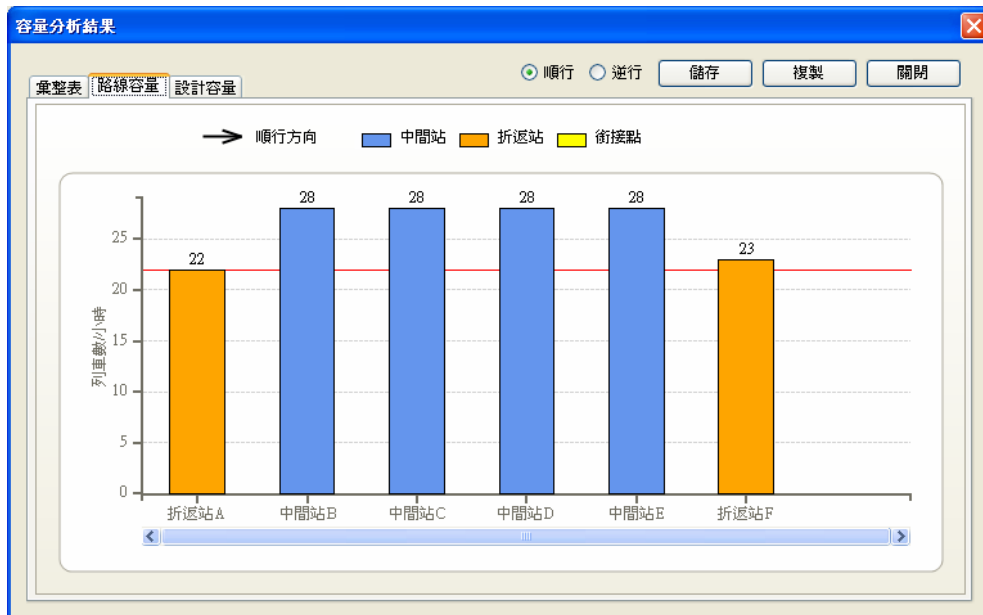 容量分析結果
彙整表 路線容量 設計容量 順行 逆行 儲存 複製 關閉
順行方向 中間站 折返站 銜接點
列車數/小時
25
20
15
10
5
0
22 28 28 28 28 23
折返站A 中間站B 中間站C 中間站D 中間站E 折返站F